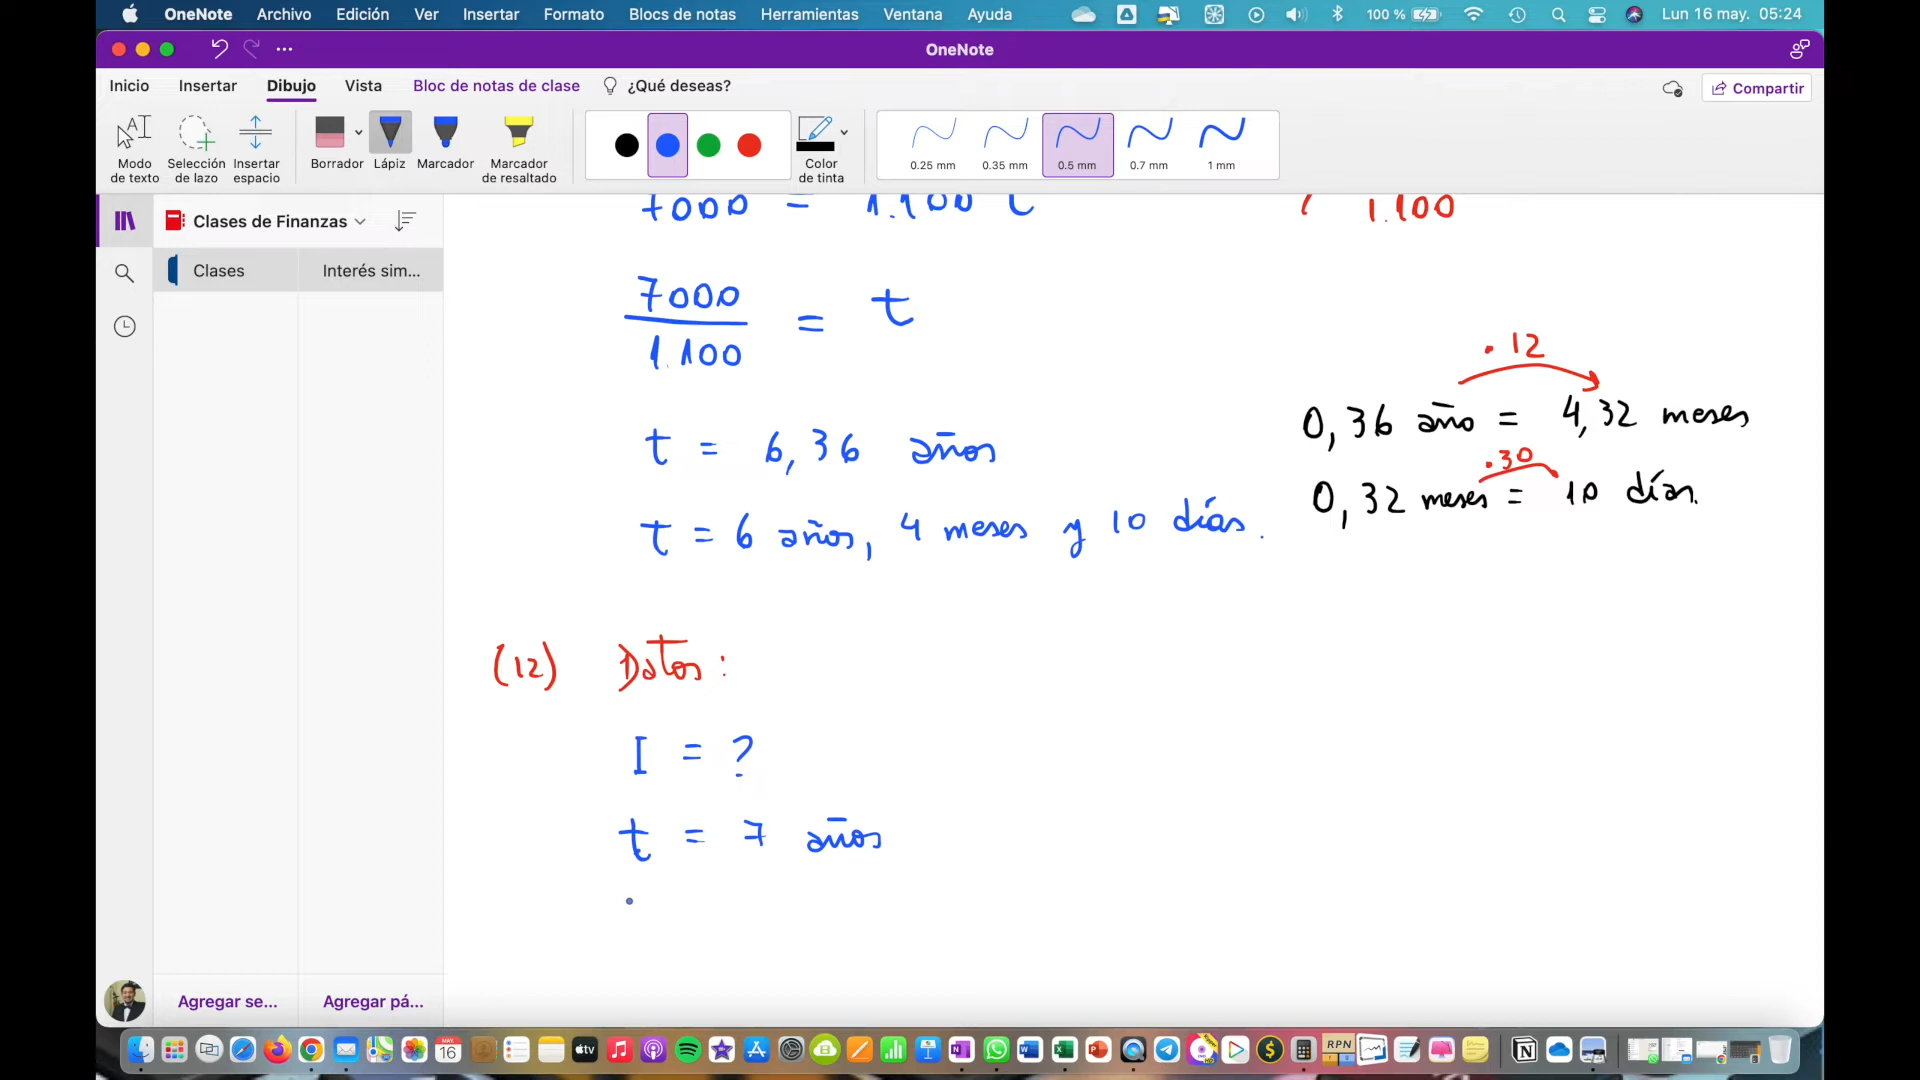 OneNote Archivo Edición Ver Insertar Formato Blocs de notas Herramientas Ventana Ayuda 100 % Lun 16 may. 05:24
OneNote
Inicio Insertar Dibujo Vista Bloc de notas de clase ¿Qué deseas? Compartir
Modo de texto
Selección de lazo
Insertar espacio
Borrador
Lápiz
Marcador
Marcador de resaltado
Color de tinta
0.25 mm 0.35 mm 0.5 mm 0.7 mm 1 mm
Clases de Finanzas
Clases Interés sim...
7000 = 1.100 t
1.100
7000
1.100
= t
t = 6,36 años
t = 6 años, 4 meses y 10 días.
. 12
0,36 año = 4,32 meses
.30
0,32 meses = 10 días.
(12) Datos:
I = ?
t = 7 años
Agregar se... Agregar pá...
MAY. 16
tv
RPN